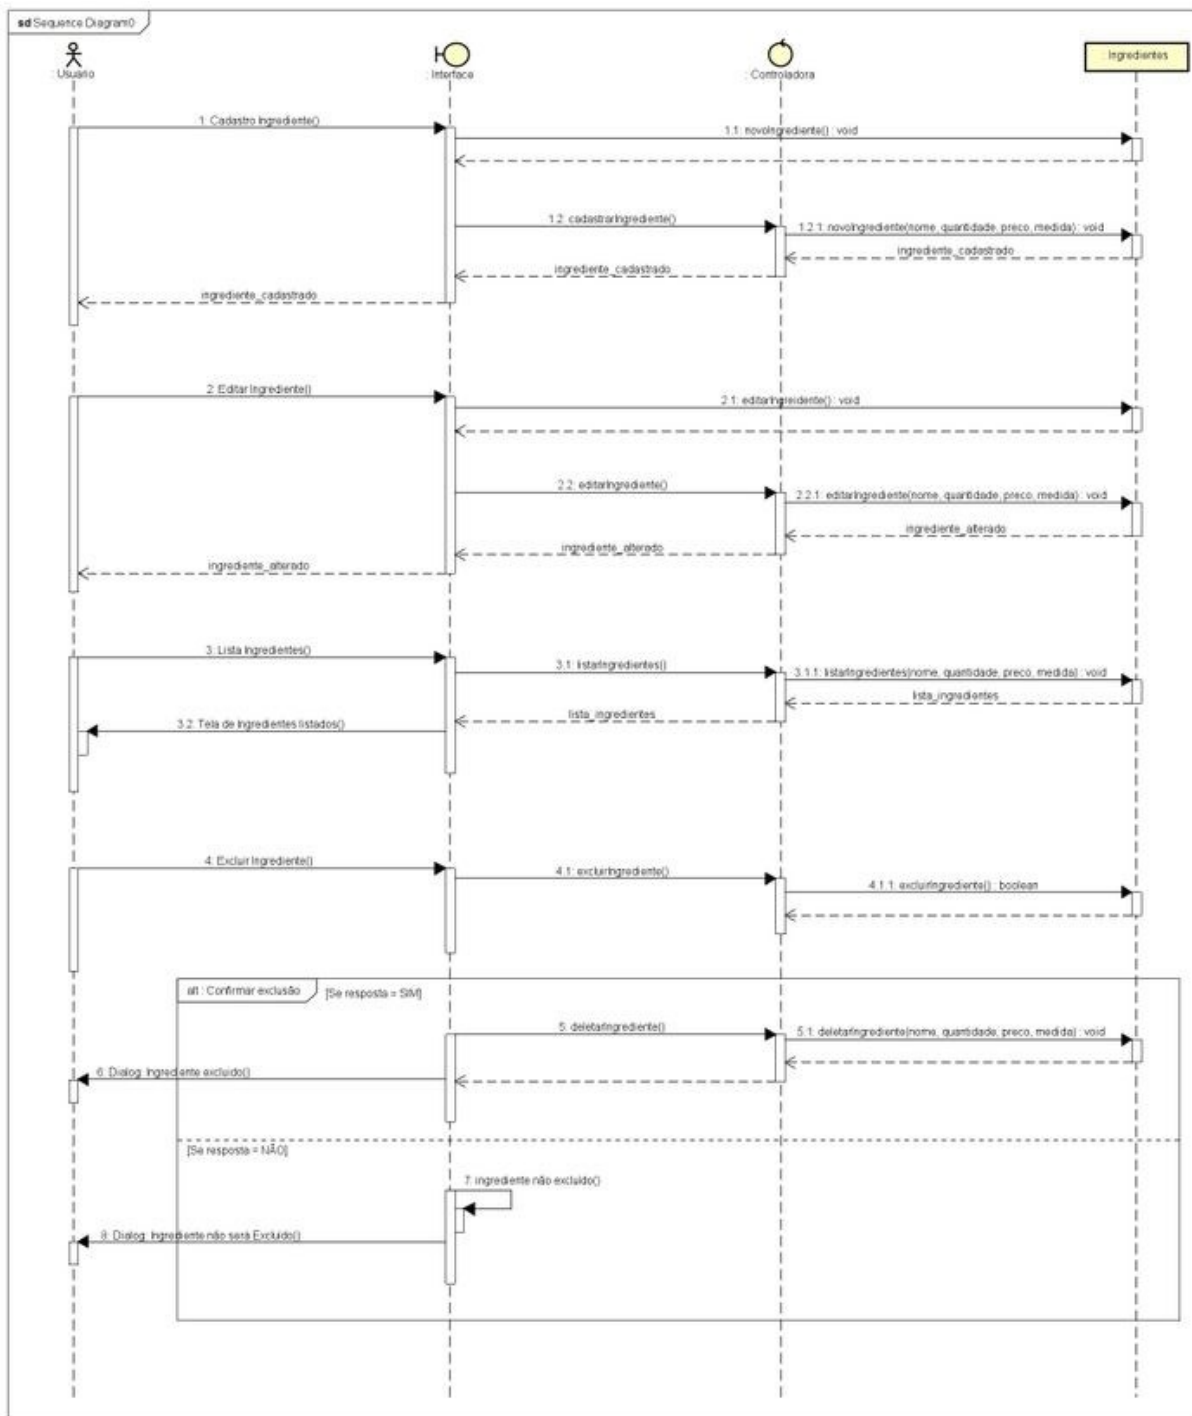 sd Sequence Diagram0
: Usuário
: Interface
: Controladora
: Ingredientes
1: Cadastro Ingrediente()
1.1: novoIngrediente() : void
1.2: cadastrarIngrediente()
1.2.1: novoIngrediente(nome, quantidade, preco, medida) : void
ingrediente_cadastrado
ingrediente_cadastrado
ingrediente_cadastrado
2: Editar Ingrediente()
2.1: editarIngreidente() : void
2.2: editarIngrediente()
2.2.1: editarIngrediente(nome, quantidade, preco, medida) : void
ingrediente_alterado
ingrediente_alterado
ingrediente_alterado
3: Lista Ingredientes()
3.1: listarIngredientes()
3.1.1: listarIngredientes(nome, quantidade, preco, medida) : void
lista_ingredientes
lista_ingredientes
3.2: Tela de Ingredientes listados()
4: Excluir Ingrediente()
4.1: excluirIngrediente()
4.1.1: excluirIngrediente() : boolean
alt : Confirmar exclusão
[Se resposta = SIM]
5: deletarIngrediente()
5.1: deletarIngrediente(nome, quantidade, preco, medida) : void
6: Dialog: Ingrediente excluido()
[Se resposta = NÃO]
7: ingrediente não excluído()
8: Dialog: Ingrediente não será Excluído()